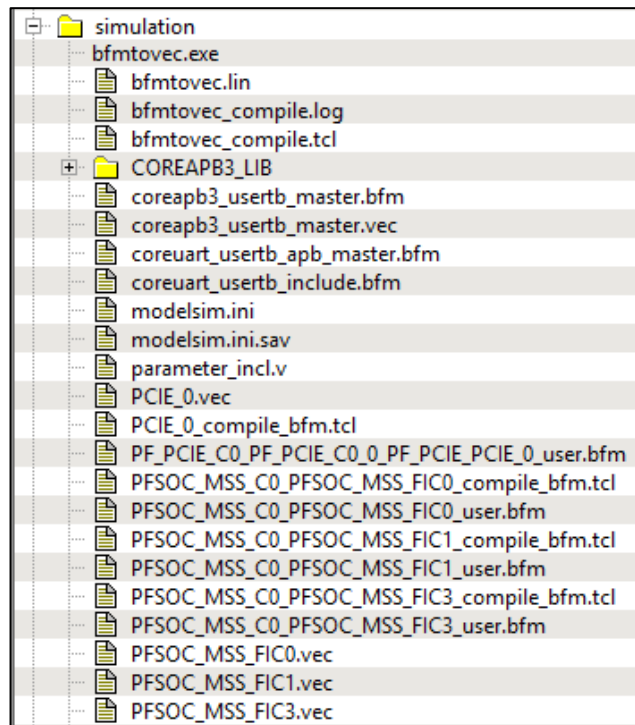 simulation
bfmtovec.exe
bfmtovec.lin
bfmtovec_compile.log
bfmtovec_compile.tcl
COREAPB3_LIB
coreapb3_usertb_master.bfm
coreapb3_usertb_master.vec
coreuart_usertb_apb_master.bfm
coreuart_usertb_include.bfm
modelsim.ini
modelsim.ini.sav
parameter_incl.v
PCIE_0.vec
PCIE_0_compile_bfm.tcl
PF_PCIE_C0_PF_PCIE_C0_0_PF_PCIE_PCIE_0_user.bfm
PFSOC_MSS_C0_PFSOC_MSS_FIC0_compile_bfm.tcl
PFSOC_MSS_C0_PFSOC_MSS_FIC0_user.bfm
PFSOC_MSS_C0_PFSOC_MSS_FIC1_compile_bfm.tcl
PFSOC_MSS_C0_PFSOC_MSS_FIC1_user.bfm
PFSOC_MSS_C0_PFSOC_MSS_FIC3_compile_bfm.tcl
PFSOC_MSS_C0_PFSOC_MSS_FIC3_user.bfm
PFSOC_MSS_FIC0.vec
PFSOC_MSS_FIC1.vec
PFSOC_MSS_FIC3.vec